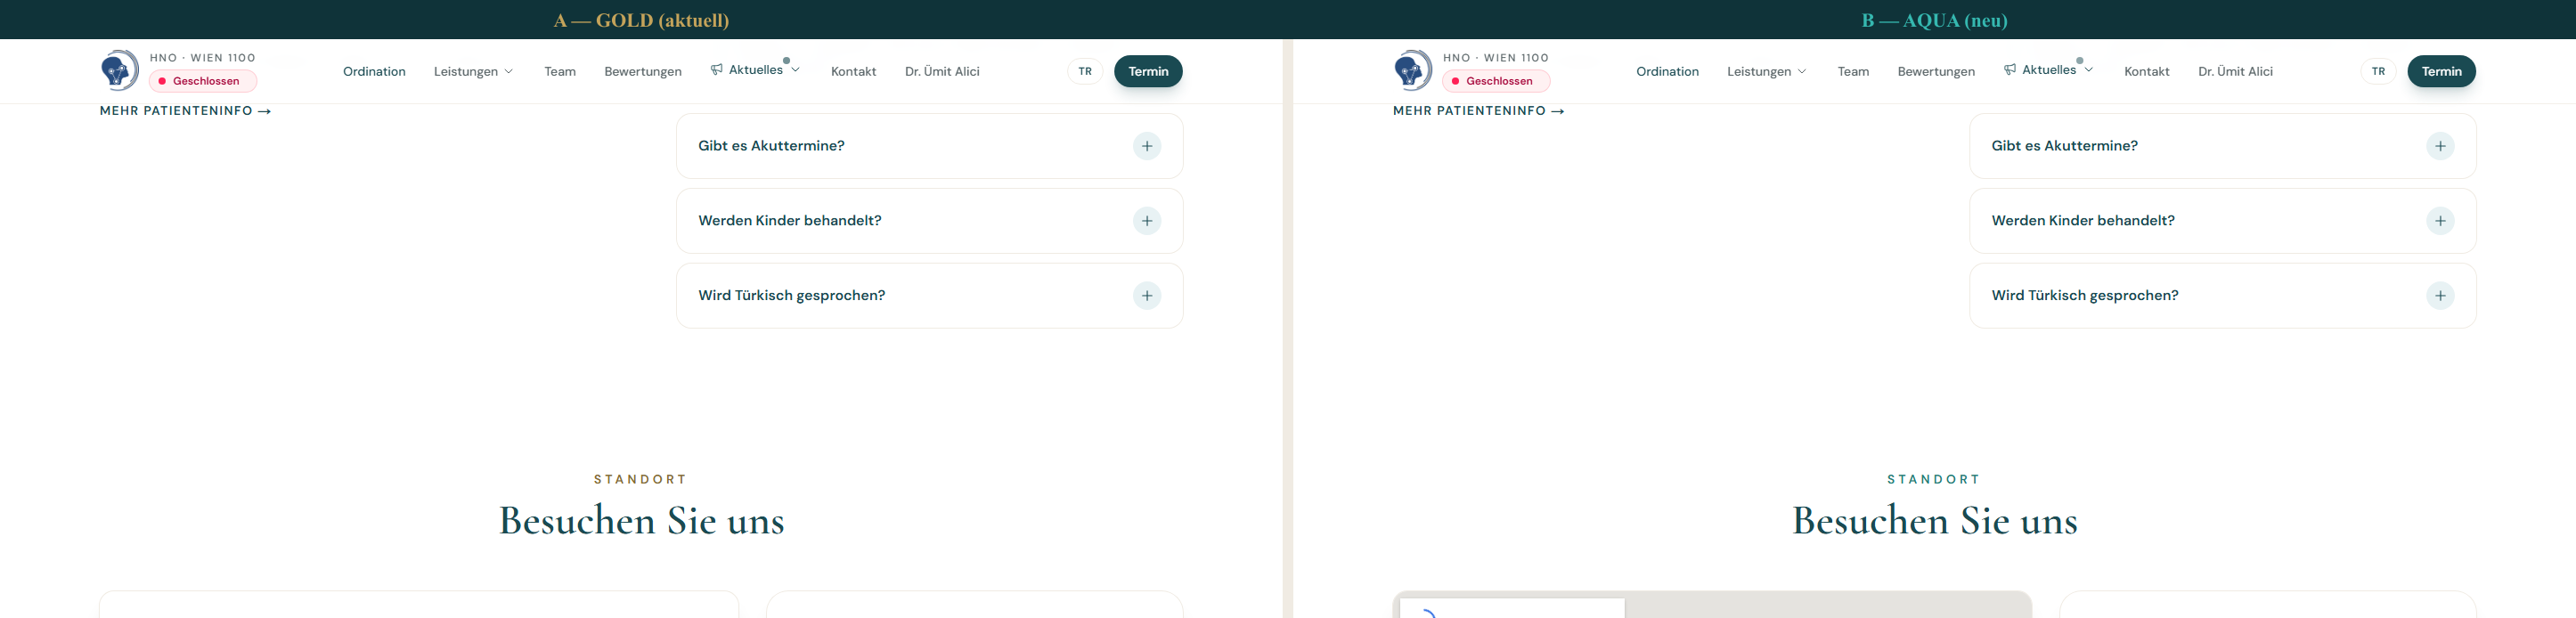 A — GOLD (aktuell)
HNO · WIEN 1100
Geschlossen
Ordination Leistungen Team Bewertungen Aktuelles Kontakt Dr. Ümit Alici TR Termin
MEHR PATIENTENINFO →
Gibt es Akuttermine?
Werden Kinder behandelt?
Wird Türkisch gesprochen?
STANDORT
Besuchen Sie uns
B — AQUA (neu)
HNO · WIEN 1100
Geschlossen
Ordination Leistungen Team Bewertungen Aktuelles Kontakt Dr. Ümit Alici TR Termin
MEHR PATIENTENINFO →
Gibt es Akuttermine?
Werden Kinder behandelt?
Wird Türkisch gesprochen?
STANDORT
Besuchen Sie uns